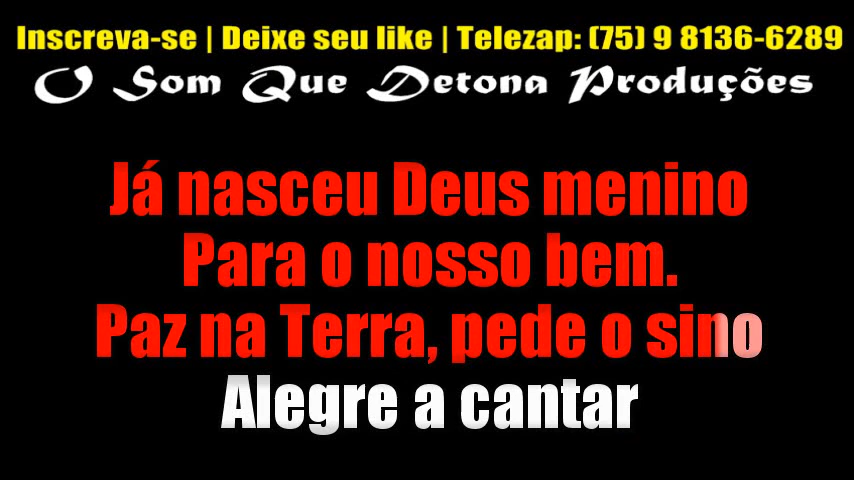 Inscreva-se | Deixe seu like | Telezap: (75) 9 8136-6289
O Som Que Detona Produções
Já nasceu Deus menino
Para o nosso bem.
Paz na Terra, pede o sino
Alegre a cantar